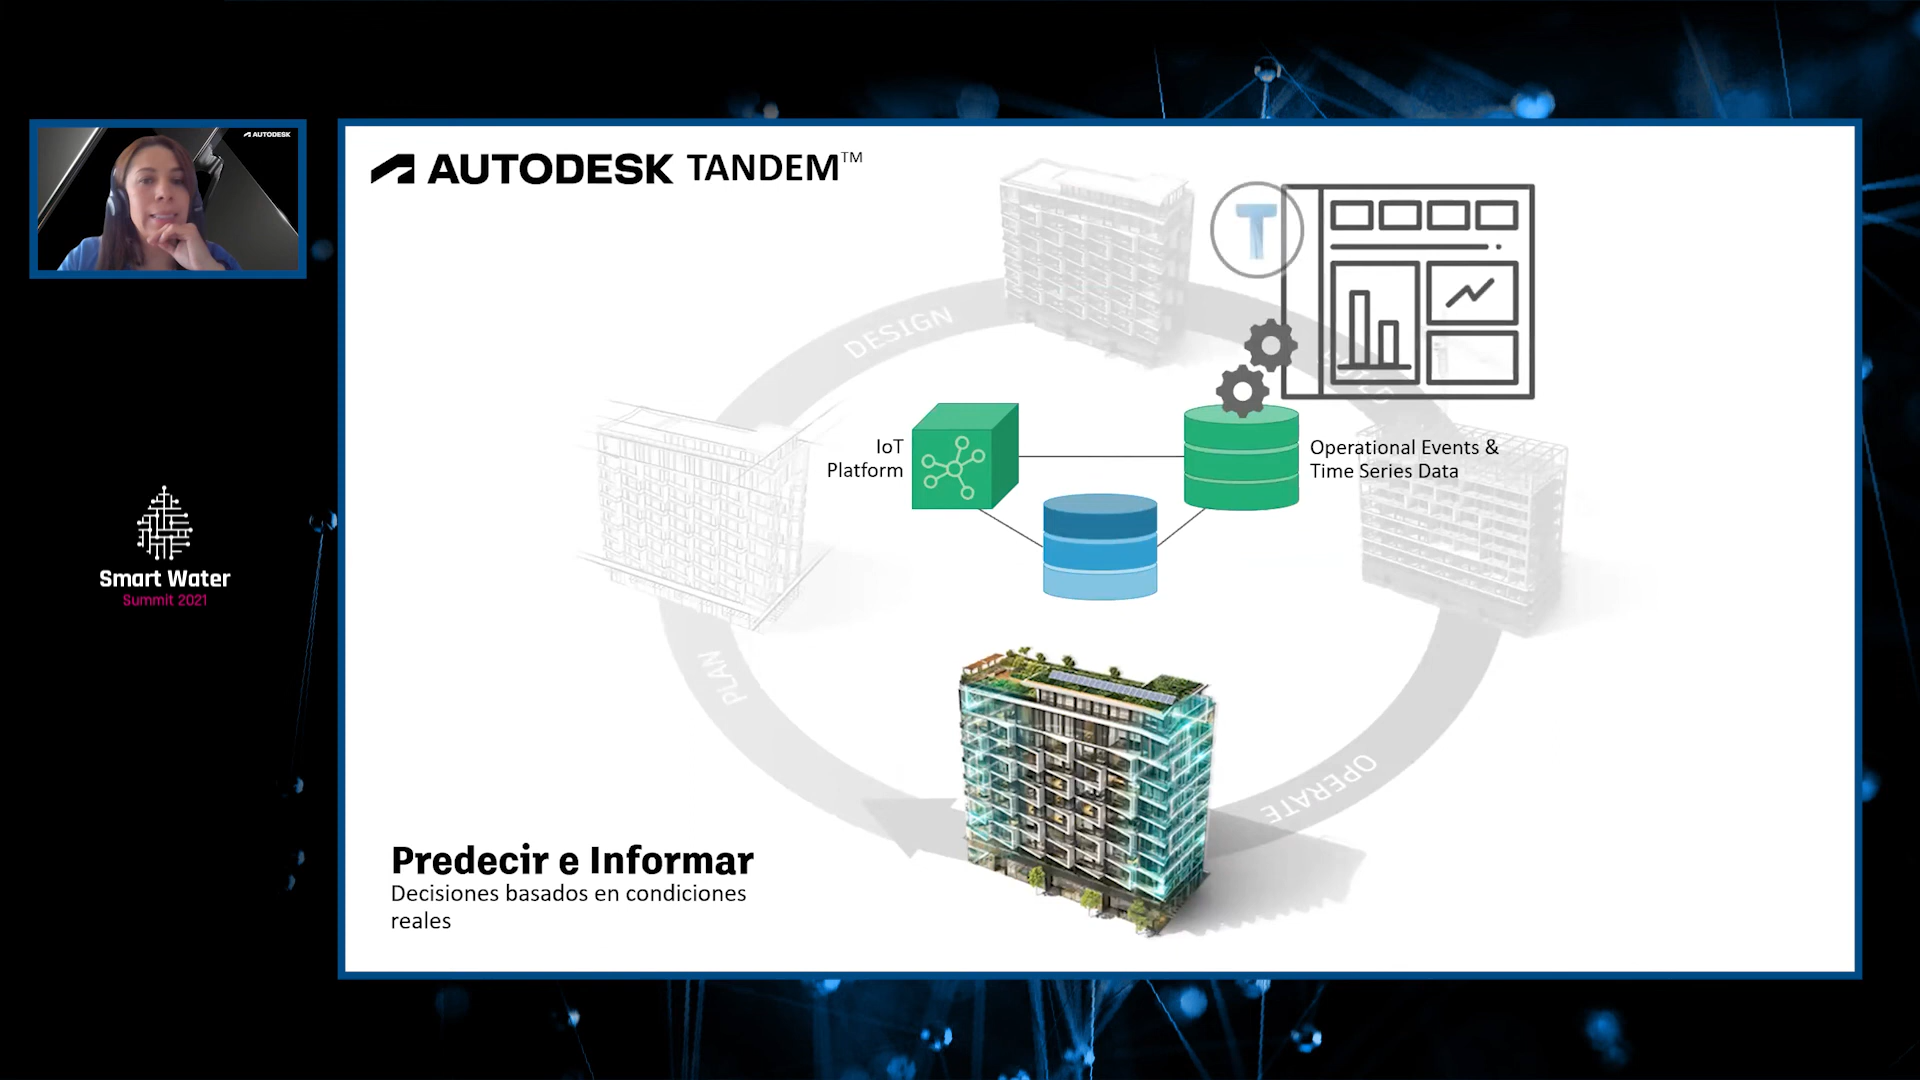 AUTODESK
AUTODESK TANDEM™
T
DESIGN
IoT
Platform
Operational Events &
Time Series Data
PLAN
OPERATE
Smart Water
Summit 2021
Predecir e Informar
Decisiones basados en condiciones
reales